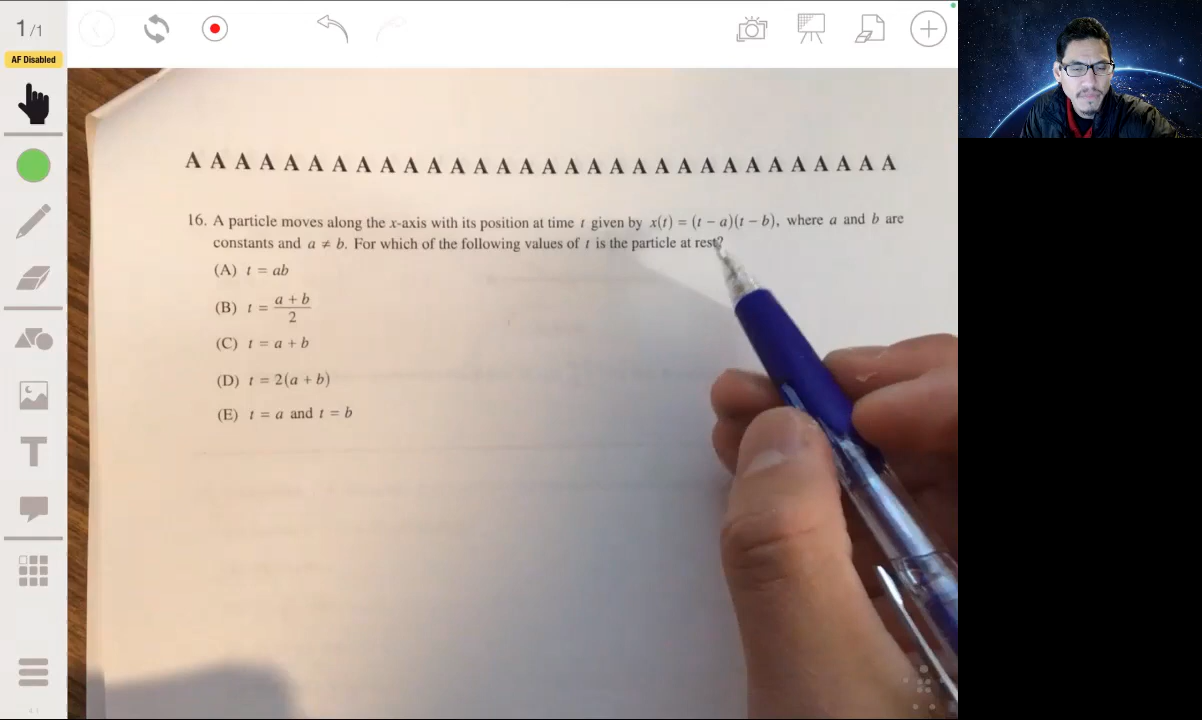 1/1
AF Disabled
T
A A A A A A A A A A A A A A A A A A A A A A A A A A A A A A
16. A particle moves along the x-axis with its position at time t given by x(t) = (t − a)(t − b), where a and b are
constants and a ≠ b. For which of the following values of t is the particle at rest?
(A) t = ab
(B) t = a + b / 2
(C) t = a + b
(D) t = 2(a + b)
(E) t = a and t = b